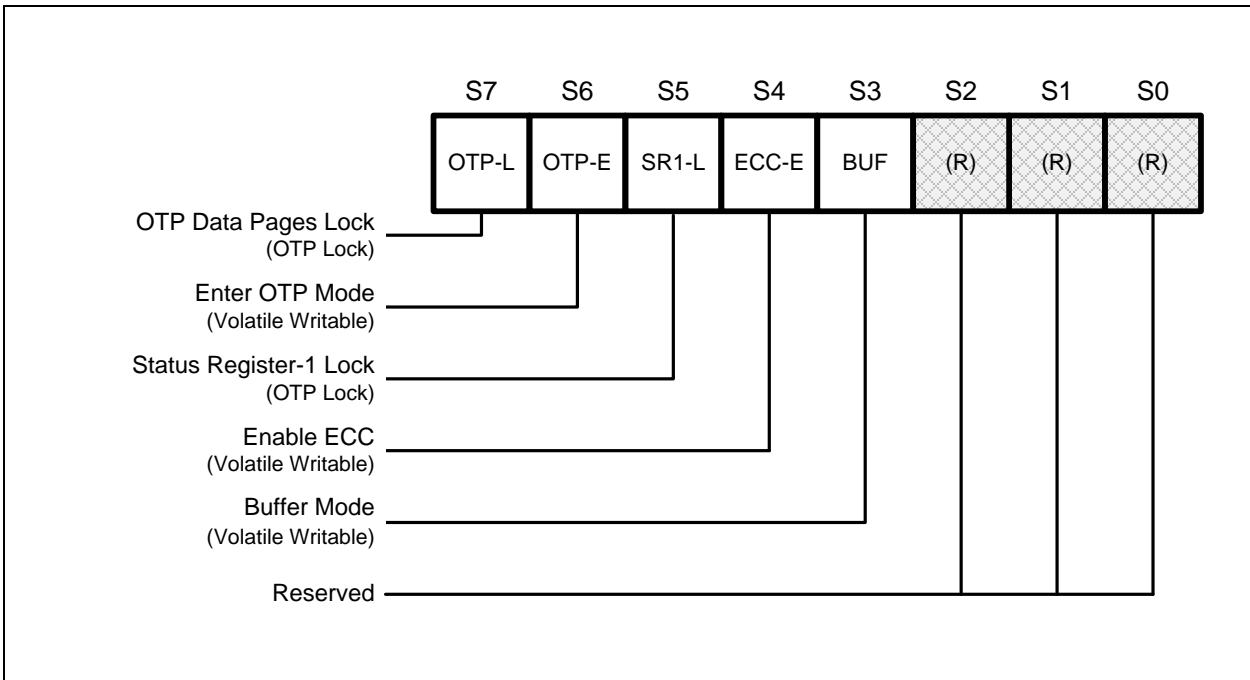 S7 S6 S5 S4 S3 S2 S1 S0
OTP-L OTP-E SR1-L ECC-E BUF (R) (R) (R)
OTP Data Pages Lock
(OTP Lock)
Enter OTP Mode
(Volatile Writable)
Status Register-1 Lock
(OTP Lock)
Enable ECC
(Volatile Writable)
Buffer Mode
(Volatile Writable)
Reserved